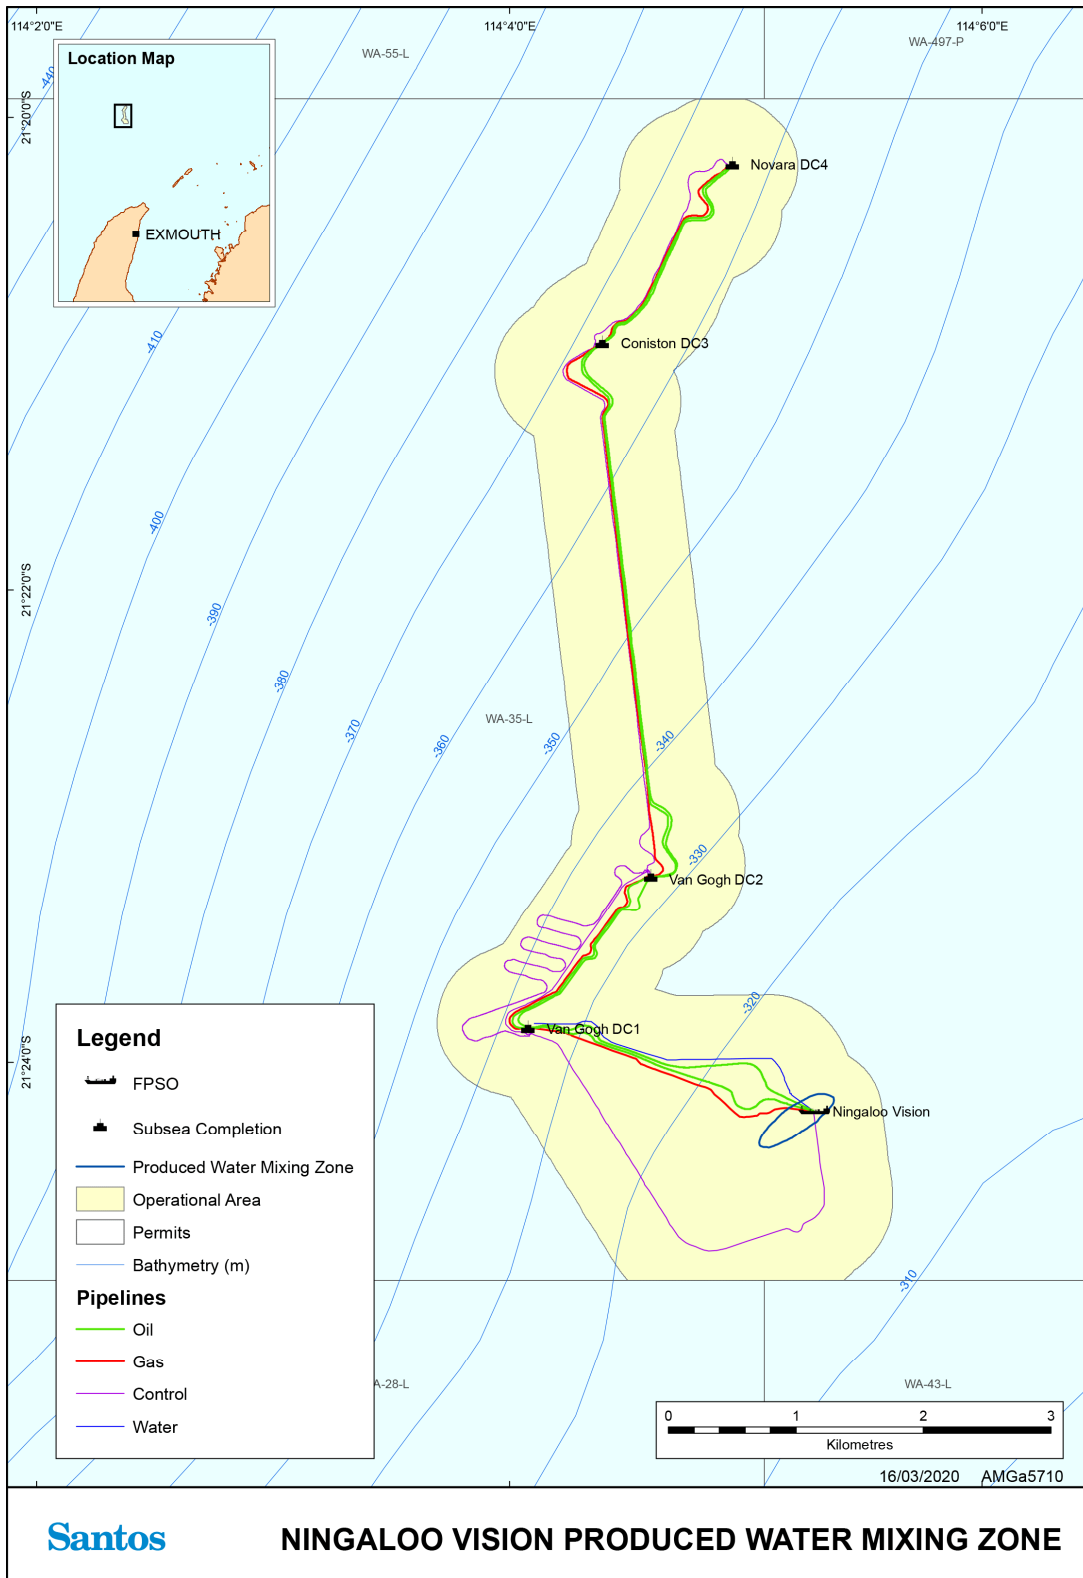 114°2'0"E
114°4'0"E
114°6'0"E
WA-55-L
WA-497-P
Location Map
EXMOUTH
21°20'0"S
-440
Novara DC4
Coniston DC3
-410
-400
21°22'0"S
-390
-380
WA-35-L
-370
-360
-350
-340
-330
Van Gogh DC2
-320
Van Gogh DC1
21°24'0"S
Ningaloo Vision
-310
Legend
FPSO
Subsea Completion
Produced Water Mixing Zone
Operational Area
Permits
Bathymetry (m)
Pipelines
Oil
Gas
Control
Water
A-28-L
WA-43-L
0 1 2 3
Kilometres
16/03/2020 AMGa5710
Santos
NINGALOO VISION PRODUCED WATER MIXING ZONE